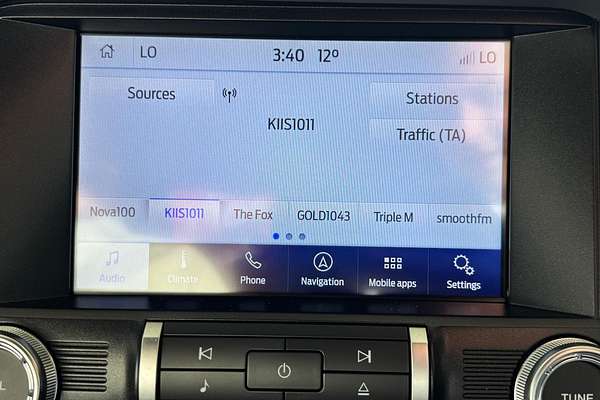 LO 3:40 12° LO
Sources
Stations
KIIS1011
Traffic (TA)
Nova100 KIIS1011 The Fox GOLD1043 Triple M smoothfm
Audio Climate Phone Navigation Mobile apps Settings
TUNE